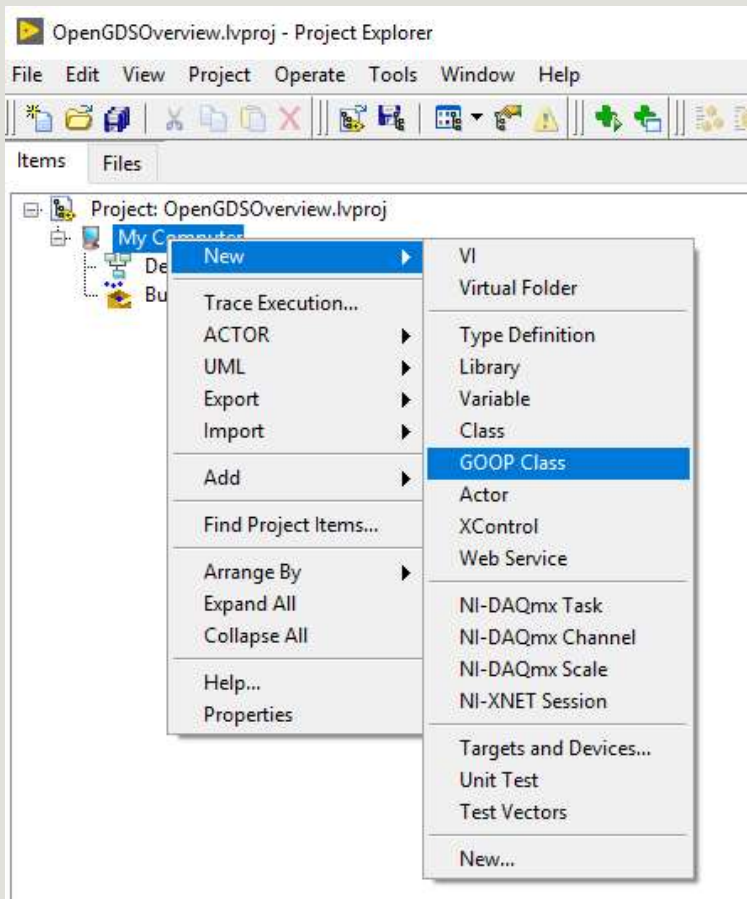 OpenGDSOverview.lvproj - Project Explorer
File Edit View Project Operate Tools Window Help
Items Files
Project: OpenGDSOverview.lvproj
My Computer
De
Bu
New
Trace Execution...
ACTOR
UML
Export
Import
Add
Find Project Items...
Arrange By
Expand All
Collapse All
Help...
Properties
VI
Virtual Folder
Type Definition
Library
Variable
Class
GOOP Class
Actor
XControl
Web Service
NI-DAQmx Task
NI-DAQmx Channel
NI-DAQmx Scale
NI-XNET Session
Targets and Devices...
Unit Test
Test Vectors
New...